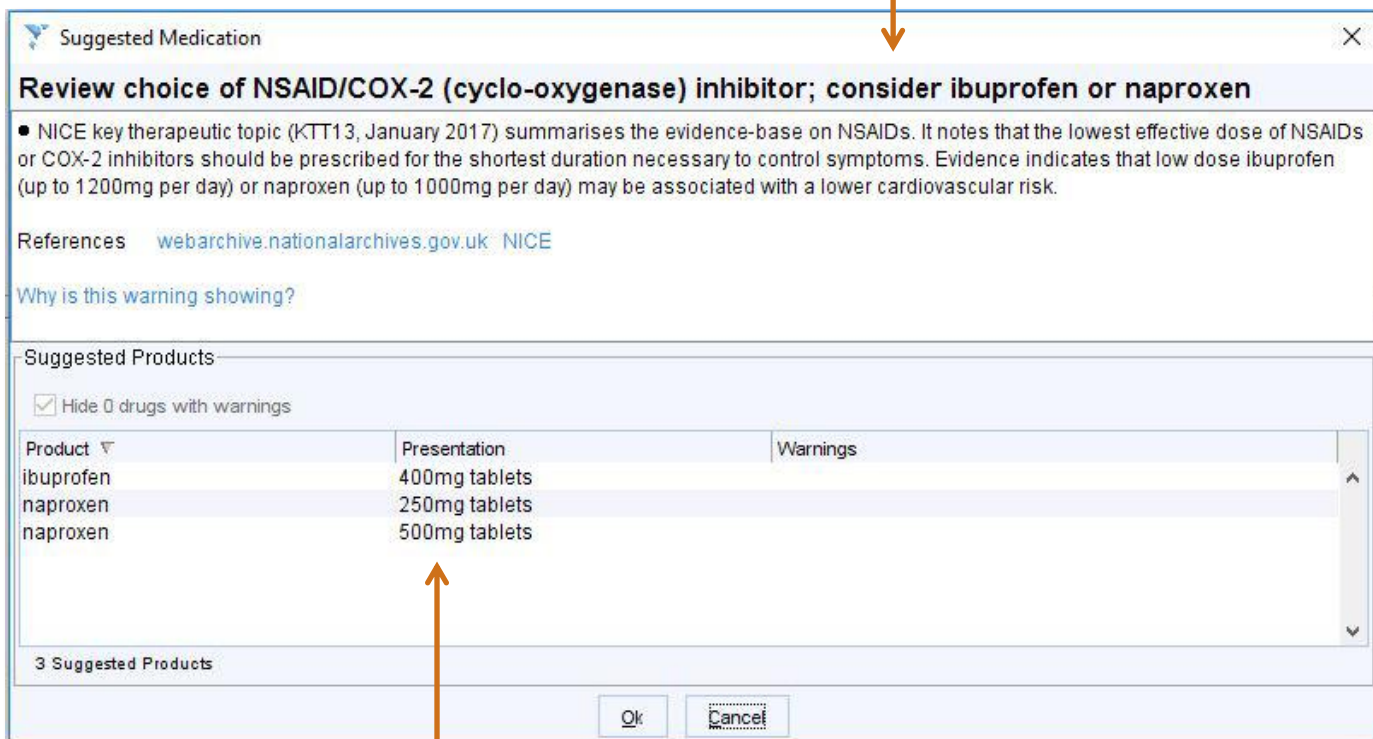 Suggested Medication
Review choice of NSAID/COX-2 (cyclo-oxygenase) inhibitor; consider ibuprofen or naproxen
● NICE key therapeutic topic (KTT13, January 2017) summarises the evidence-base on NSAIDs. It notes that the lowest effective dose of NSAIDs
or COX-2 inhibitors should be prescribed for the shortest duration necessary to control symptoms. Evidence indicates that low dose ibuprofen
(up to 1200mg per day) or naproxen (up to 1000mg per day) may be associated with a lower cardiovascular risk.
References webarchive.nationalarchives.gov.uk NICE
Why is this warning showing?
Suggested Products
Hide 0 drugs with warnings
Product Presentation Warnings
ibuprofen 400mg tablets
naproxen 250mg tablets
naproxen 500mg tablets
3 Suggested Products
Ok Cancel